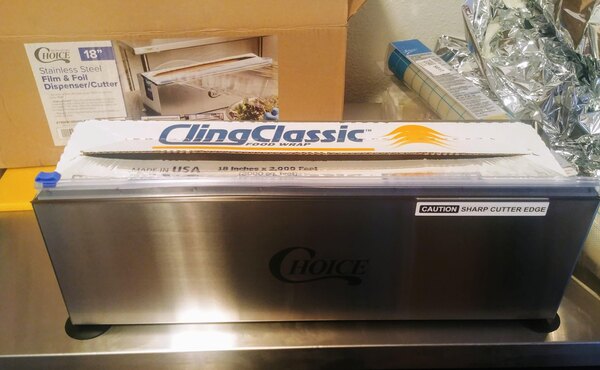 CHOICE
18"
Stainless Steel
Film & Foil
Dispenser/Cutter
ClingClassic™
FOOD WRAP
MADE IN USA
18 Inches x 2,000 Feet
CAUTION SHARP CUTTER EDGE
CHOICE